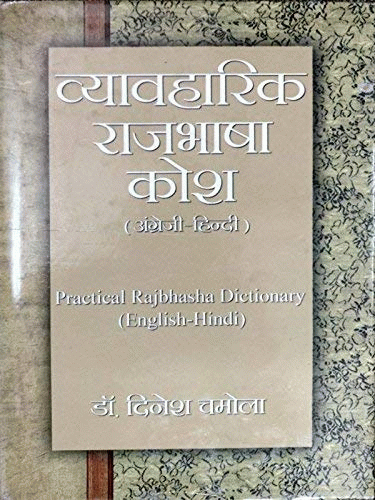 व्यावहारिक
राजभाषा
कोश
(अंग्रेजी-हिन्दी)
Practical Rajbhasha Dictionary
(English-Hindi)
डॉ. दिनेश चमोला